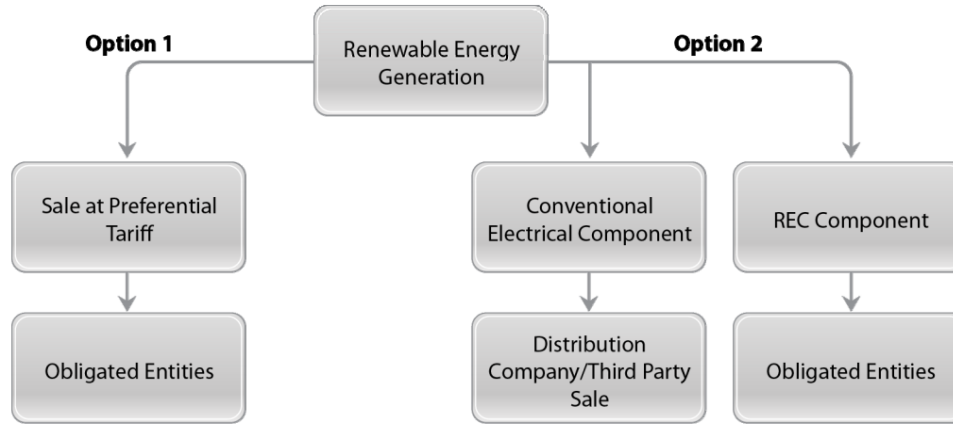 Option 1
Renewable Energy
Generation
Option 2
Sale at Preferential
Tariff
Conventional
Electrical Component
REC Component
Obligated Entities
Distribution
Company/Third Party
Sale
Obligated Entities